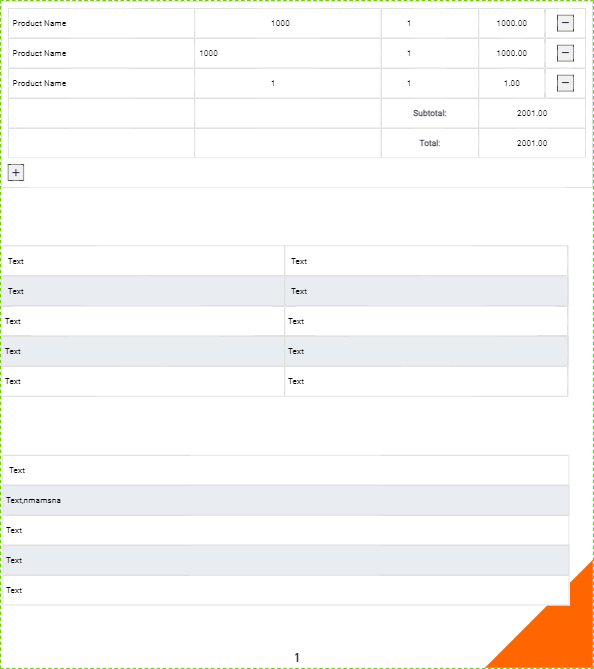 Product Name 1000 1 1000.00 −
Product Name 1000 1 1000.00 −
Product Name 1 1 1.00 −
Subtotal: 2001.00
Total: 2001.00
+
Text Text
Text Text
Text Text
Text Text
Text Text
Text
Text,nmamsna
Text
Text
Text
1